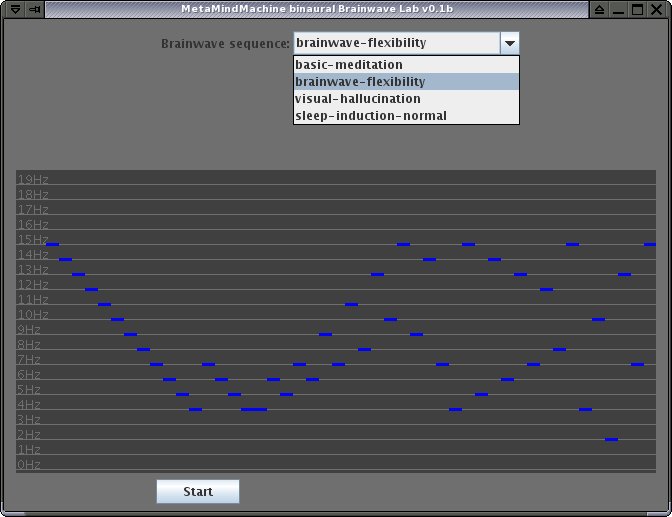 MetaMindMachine binaural Brainwave Lab v0.1b
Brainwave sequence: brainwave-flexibility
basic-meditation
brainwave-flexibility
visual-hallucination
sleep-induction-normal
19Hz
18Hz
17Hz
16Hz
15Hz
14Hz
13Hz
12Hz
11Hz
10Hz
9Hz
8Hz
7Hz
6Hz
5Hz
4Hz
3Hz
2Hz
1Hz
0Hz
Start